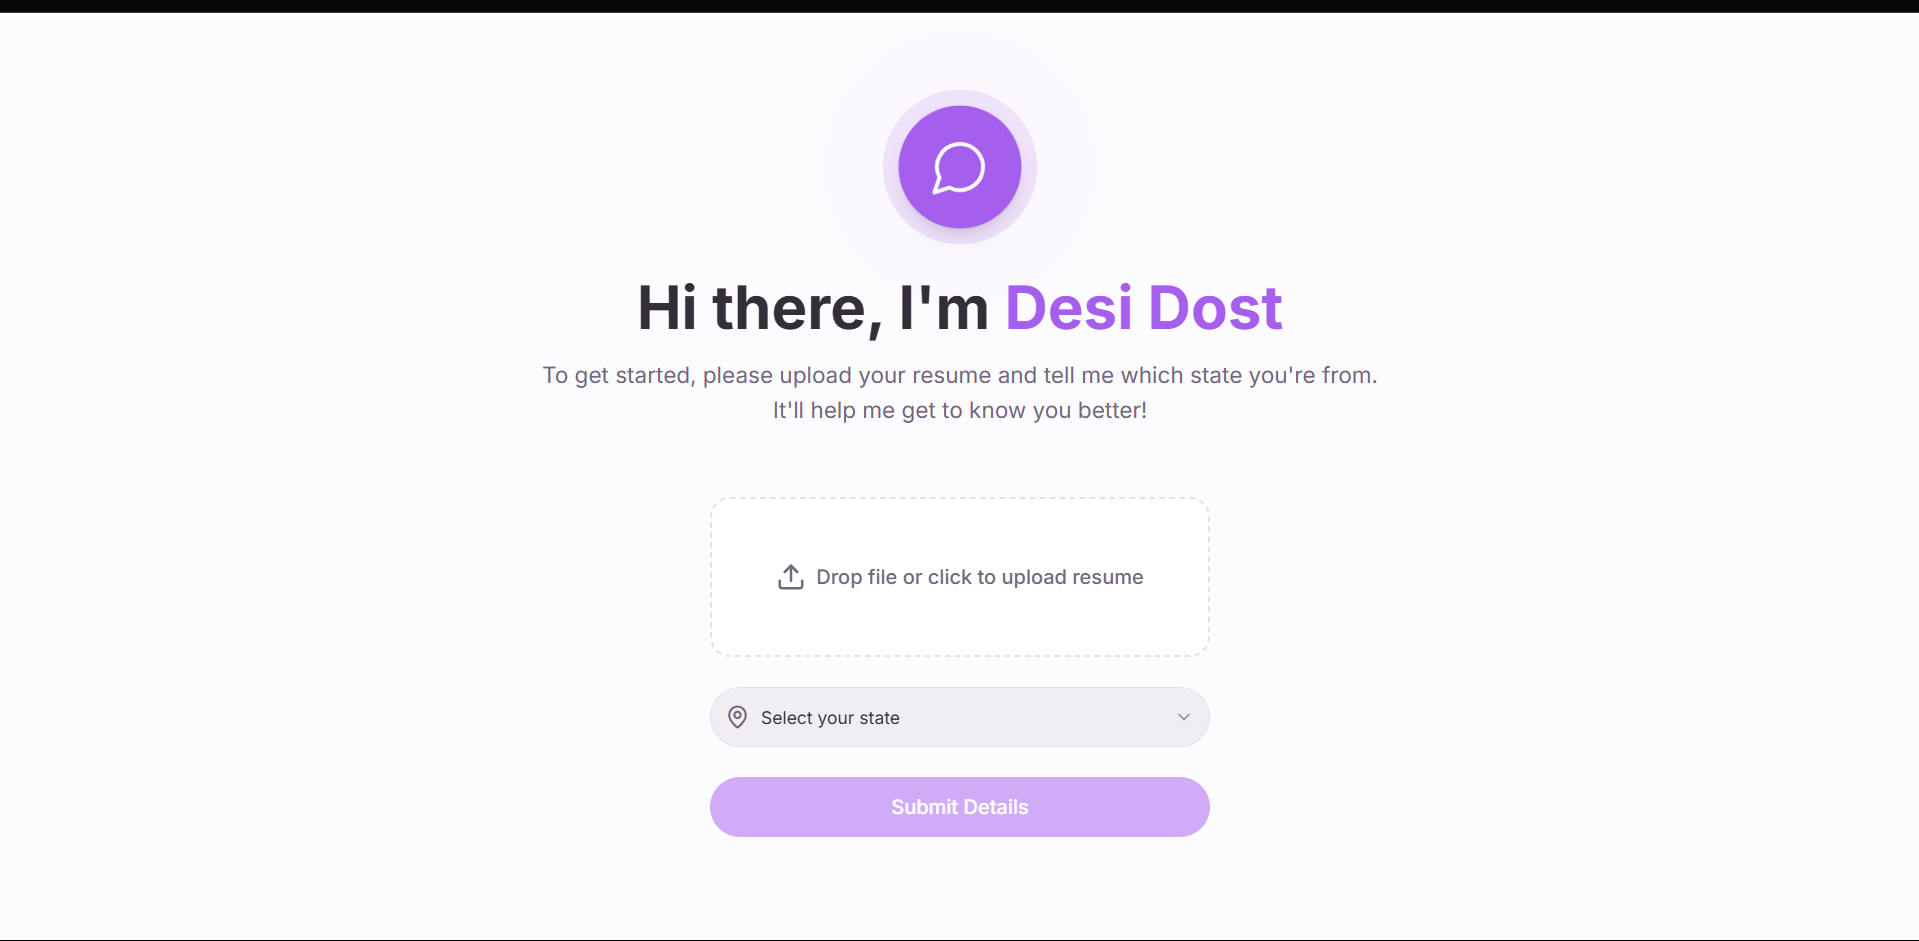 Hi there, I'm Desi Dost
To get started, please upload your resume and tell me which state you're from.
It'll help me get to know you better!
Drop file or click to upload resume
Select your state
Submit Details